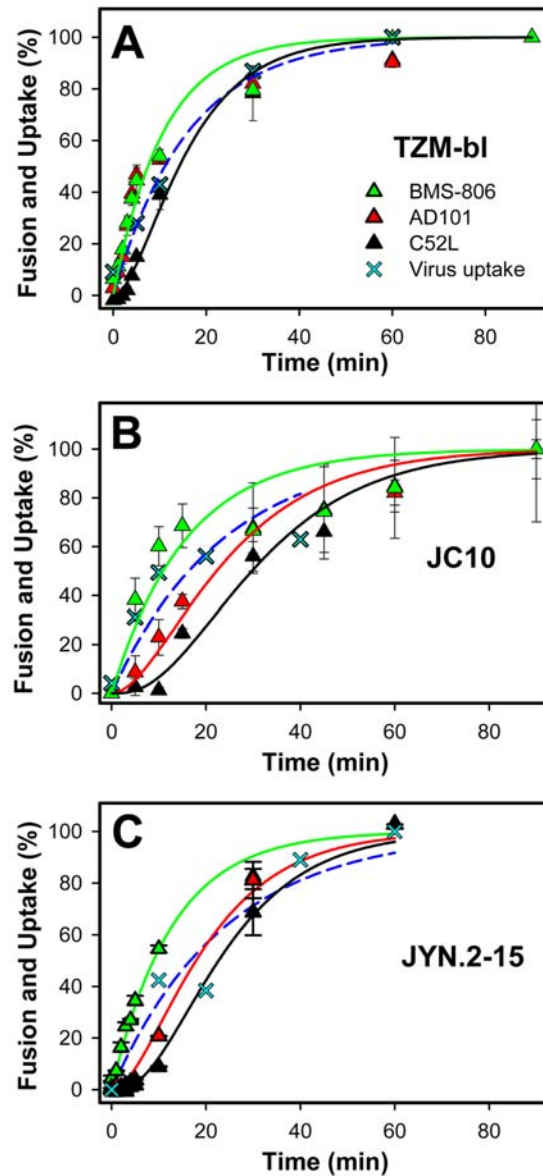 A
Fusion and Uptake (%)
100
80
60
40
20
0
TZM-bl
BMS-806
AD101
C52L
Virus uptake
0 20 40 60 80
Time (min)
B
Fusion and Uptake (%)
100
80
60
40
20
0
JC10
0 20 40 60 80
Time (min)
C
Fusion and Uptake (%)
100
80
60
40
20
0
JYN.2-15
0 20 40 60 80
Time (min)